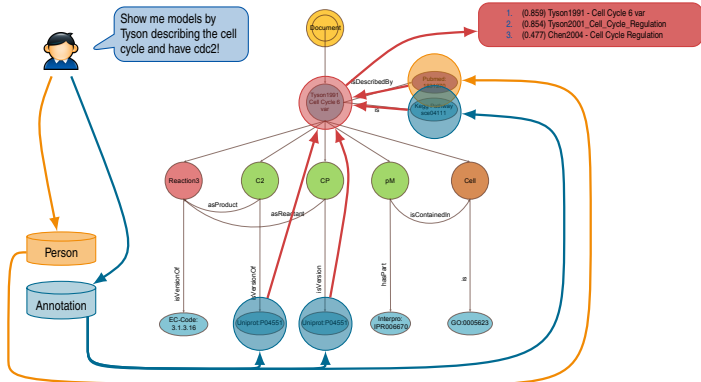 Show me models by
Tyson describing the cell
cycle and have cdc2!
Document
1. (0.859) Tyson1991 - Cell Cycle 6 var
2. (0.854) Tyson2001_Cell_Cycle_Regulation
3. (0.477) Chen2004 - Cell Cycle Regulation
isDescribedBy
Pubmed:
Tyson1991
Cell Cycle 6
var
is
Kegg Pathway
sos04111
Reaction3
C2
CP
pM
Cell
asProduct
asReactant
isContainedIn
Person
Annotation
isVersionOf
isVersionOf
isVersion
hasPart
is
EC-Code:
3.1.3.16
Uniprot:P04551
Uniprot:P04551
Interpro:
IPR006670
GO:0005623